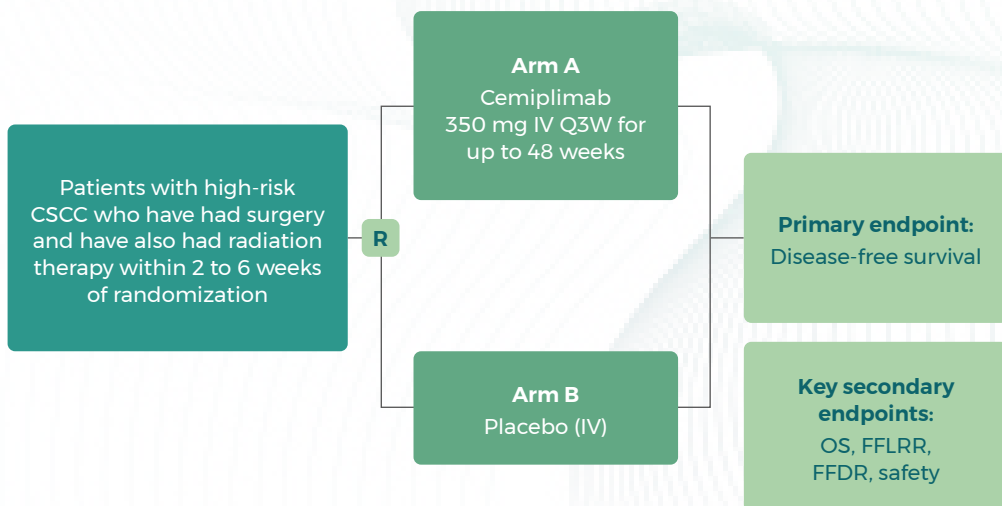 Patients with high-risk
CSCC who have had surgery
and have also had radiation
therapy within 2 to 6 weeks
of randomization
R
Arm A
Cemiplimab
350 mg IV Q3W for
up to 48 weeks
Arm B
Placebo (IV)
Primary endpoint:
Disease-free survival
Key secondary
endpoints:
OS, FFLRR,
FFDR, safety